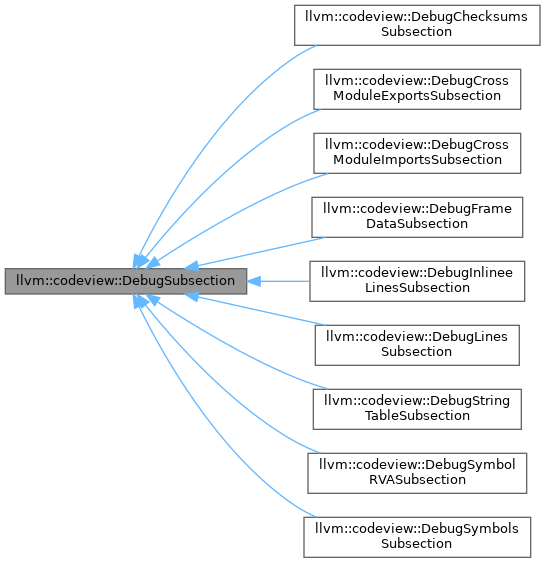 llvm::codeview::DebugChecksums
Subsection
llvm::codeview::DebugCross
ModuleExportsSubsection
llvm::codeview::DebugCross
ModuleImportsSubsection
llvm::codeview::DebugFrame
DataSubsection
llvm::codeview::DebugSubsection
llvm::codeview::DebugInlinee
LinesSubsection
llvm::codeview::DebugLines
Subsection
llvm::codeview::DebugString
TableSubsection
llvm::codeview::DebugSymbol
RVASubsection
llvm::codeview::DebugSymbols
Subsection